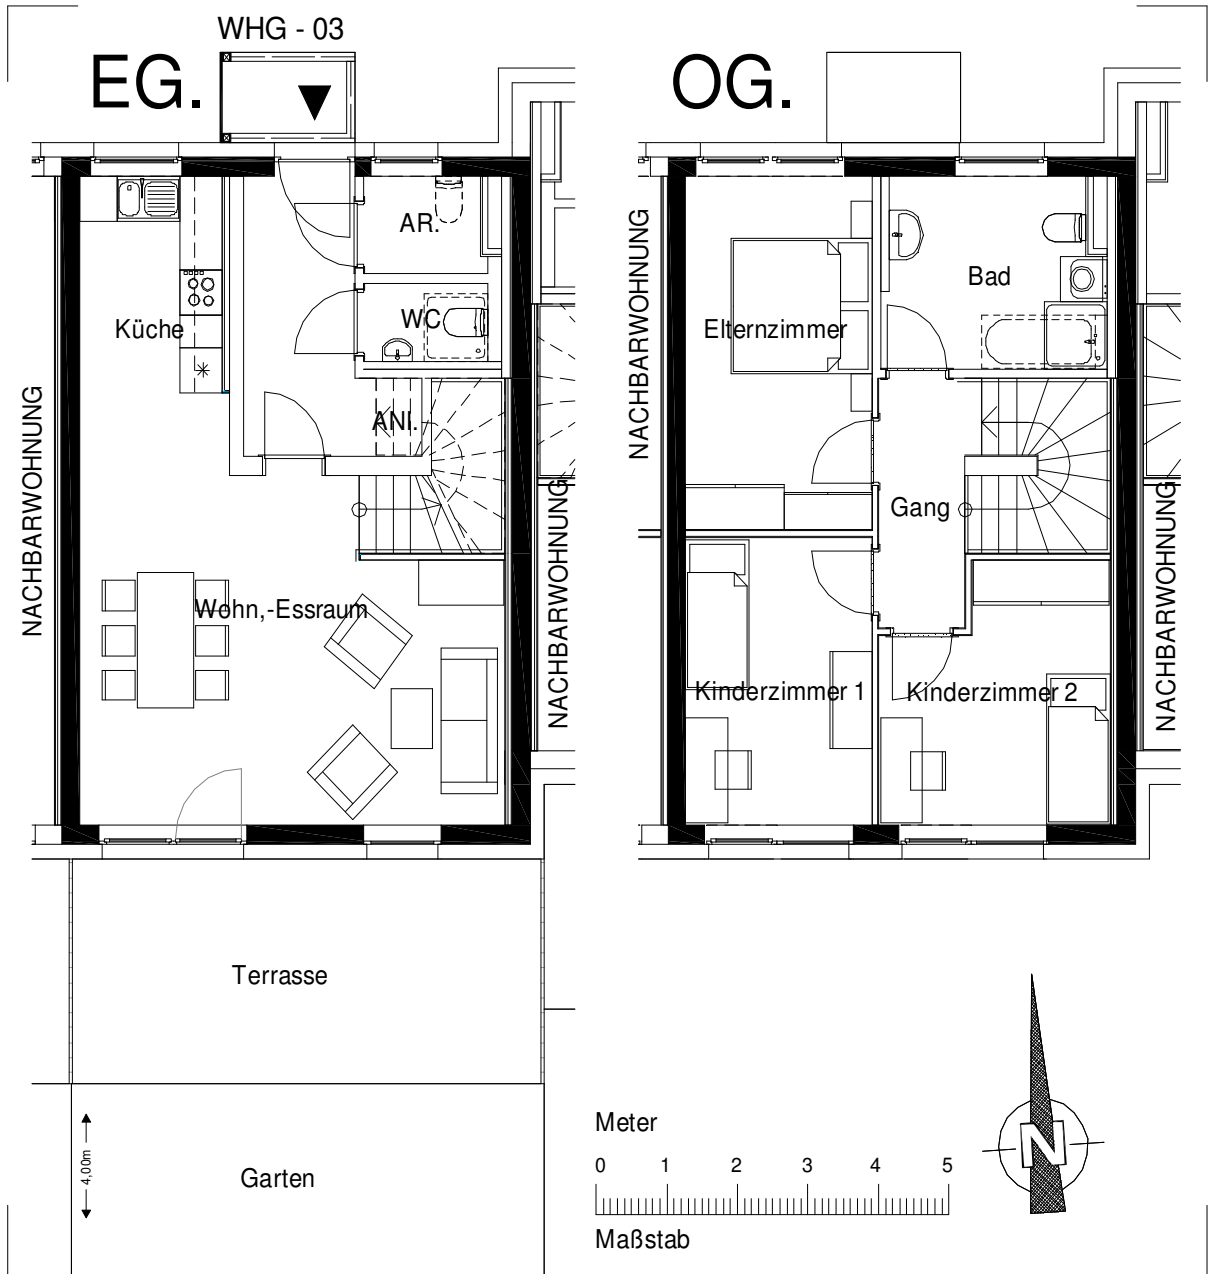 WHG - 03
EG.
OG.
AR.
WC
Küche
ANI.
NACHBARWOHNUNG
NACHBARWOHNUNG
Wohn,-Essraum
Terrasse
4,00m
Garten
NACHBARWOHNUNG
Elternzimmer
Bad
Gang
NACHBARWOHNUNG
Kinderzimmer 1
Kinderzimmer 2
Meter
0 1 2 3 4 5
Maßstab
N